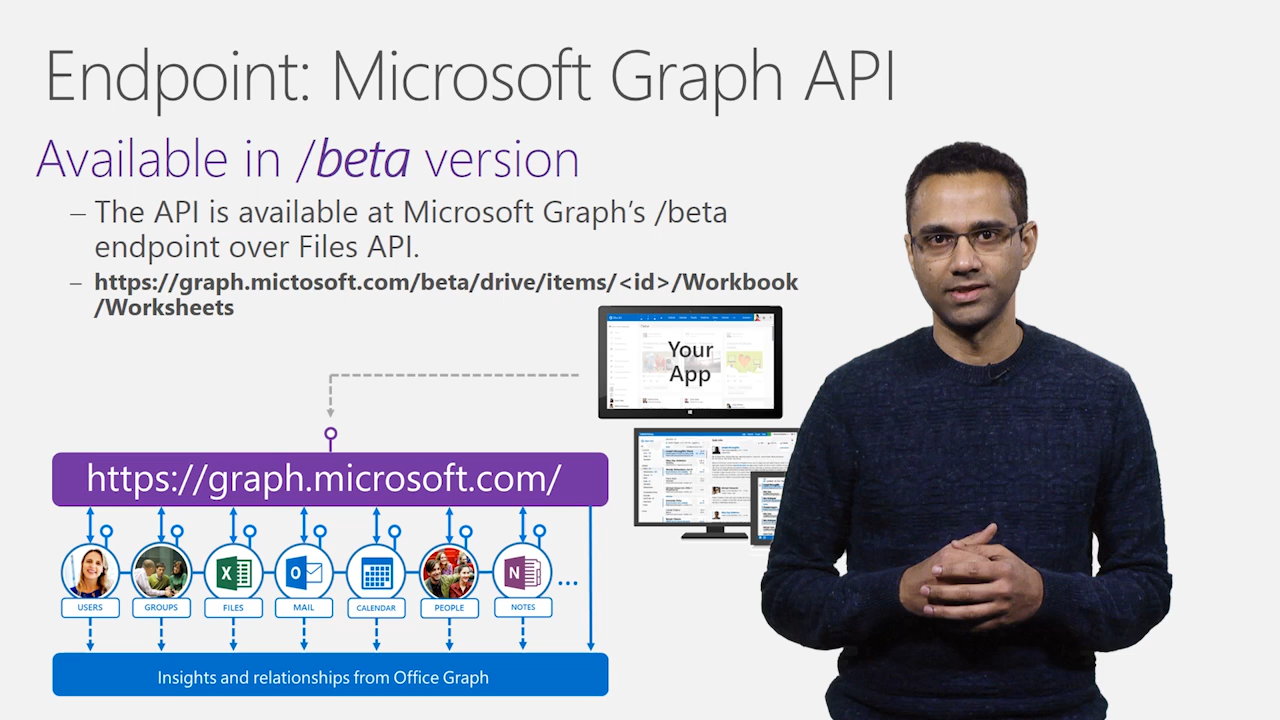 Endpoint: Microsoft Graph API
Available in /beta version
– The API is available at Microsoft Graph’s /beta
endpoint over Files API.
– https://graph.mictosoft.com/beta/drive/items/<id>/Workbook
/Worksheets
Your
App
https://graph.microsoft.com/
X
O
N
...
USERS
GROUPS
FILES
MAIL
CALENDAR
PEOPLE
NOTES
Insights and relationships from Office Graph